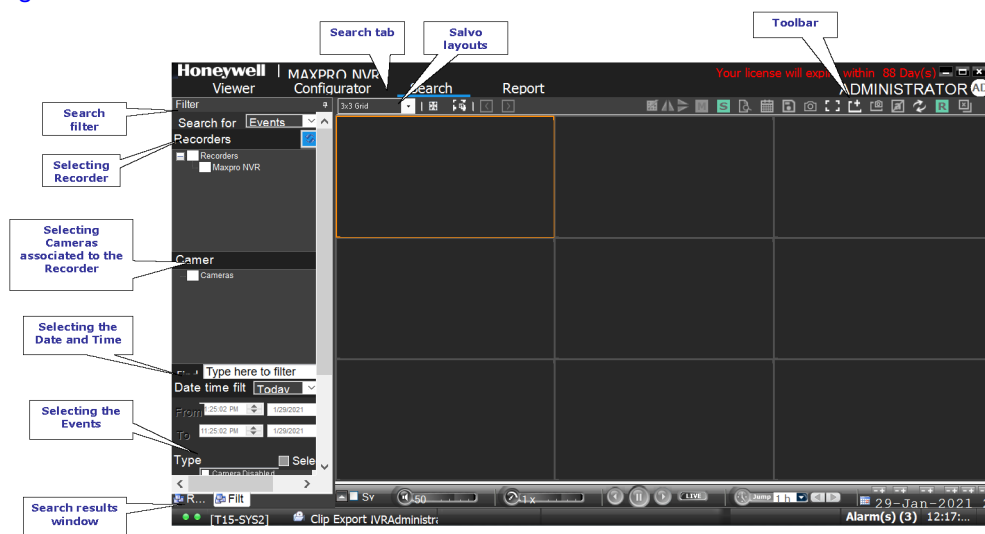 Search tab
Salvo
layouts
Toolbar
Honeywell | MAXPRO NVR
Your license will expire within 88 Day(s)
Viewer Configurator Search Report
ADMINISTRATOR AD
Filter
3x3 Grid
M S R
Search
filter
Search for Events
Recorders
Recorders
Maxpro NVR
Selecting
Recorder
Selecting
Cameras
associated to the
Recorder
Camer
Cameras
Selecting the
Date and Time
Type here to filter
Date time filt Today
From 1:25:02 PM 1/29/2021
To 11:25:02 PM 1/29/2021
Selecting the
Events
Type Sele
Camera Disabled
R... Filt
Search results
window
Sy 50 1 x LIVE Jump 1 h
29-Jan-2021
[T15-SYS2] Clip Export IVRAdministra
Alarm(s) (3) 12:17:...